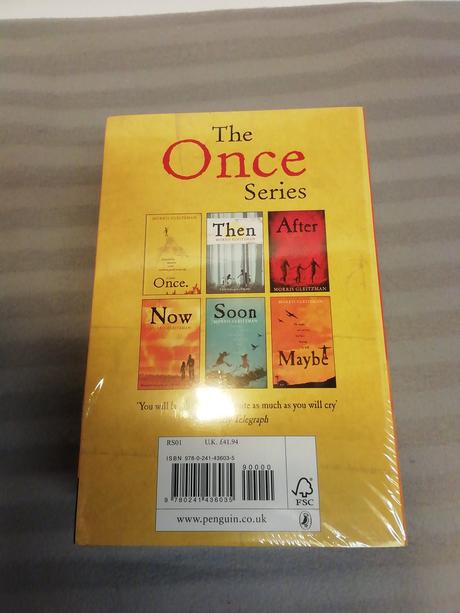 The
Once
Series
MORRIS GLEITZMAN
Once.
Then
MORRIS GLEITZMAN
After
MORRIS GLEITZMAN
Now
GLEITZMAN
Soon
MORRIS GLEITZMAN
MORRIS GLEITZMAN
Maybe
'You will as much as you will cry'
Telegraph
RS01 U.K. £41.94
ISBN 978-0-241-43603-5
90000
9 780241 436035
FSC
www.penguin.co.uk